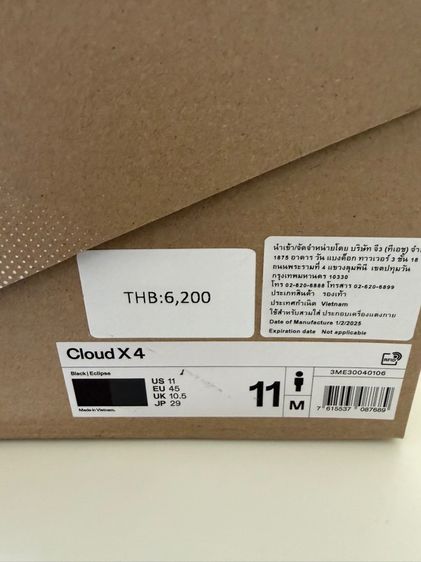 THB:6,200
นำเข้า/จัดจำหน่ายโดย บริษัท จีวี (ทีเอช) จำ
1875 อาคาร วัน แบงค็อก ทาวเวอร์ 3 ชั้น 18
ถนนพระรามที่ 4 แขวงลุมพินี เขตปทุมวัน
กรุงเทพมหานคร 10330
โทร 02-620-6888 โทรสาร 02-620-6899
ประเภทสินค้า รองเท้า
ประเทศกำเนิด Vietnam
ใช้สำหรับสวมใส่ ประกอบเครื่องแต่งกาย
Date of Manufacture 1/2/2025
Expiration date Not applicable
Cloud X 4
RFID
Black | Eclipse
US 11
EU 45
UK 10.5
JP 29
Made in Vietnam.
11
M
3ME30040106
7 615537 087689